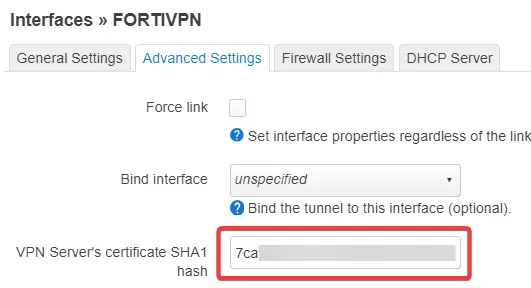 Interfaces » FORTIVPN
General Settings Advanced Settings Firewall Settings DHCP Server
Force link
Set interface properties regardless of the link
Bind interface unspecified
Bind the tunnel to this interface (optional).
VPN Server's certificate SHA1 7ca
hash